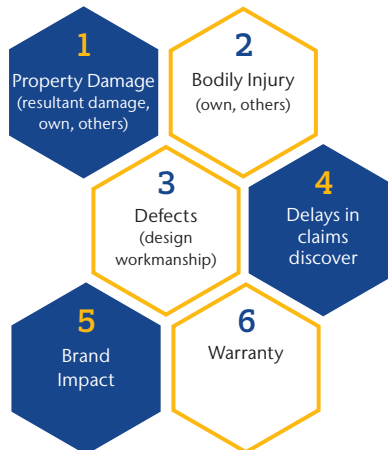 1
Property Damage
(resultant damage,
own, others)
2
Bodily Injury
(own, others)
3
Defects
(design
workmanship)
4
Delays in
claims
discover
5
Brand
Impact
6
Warranty